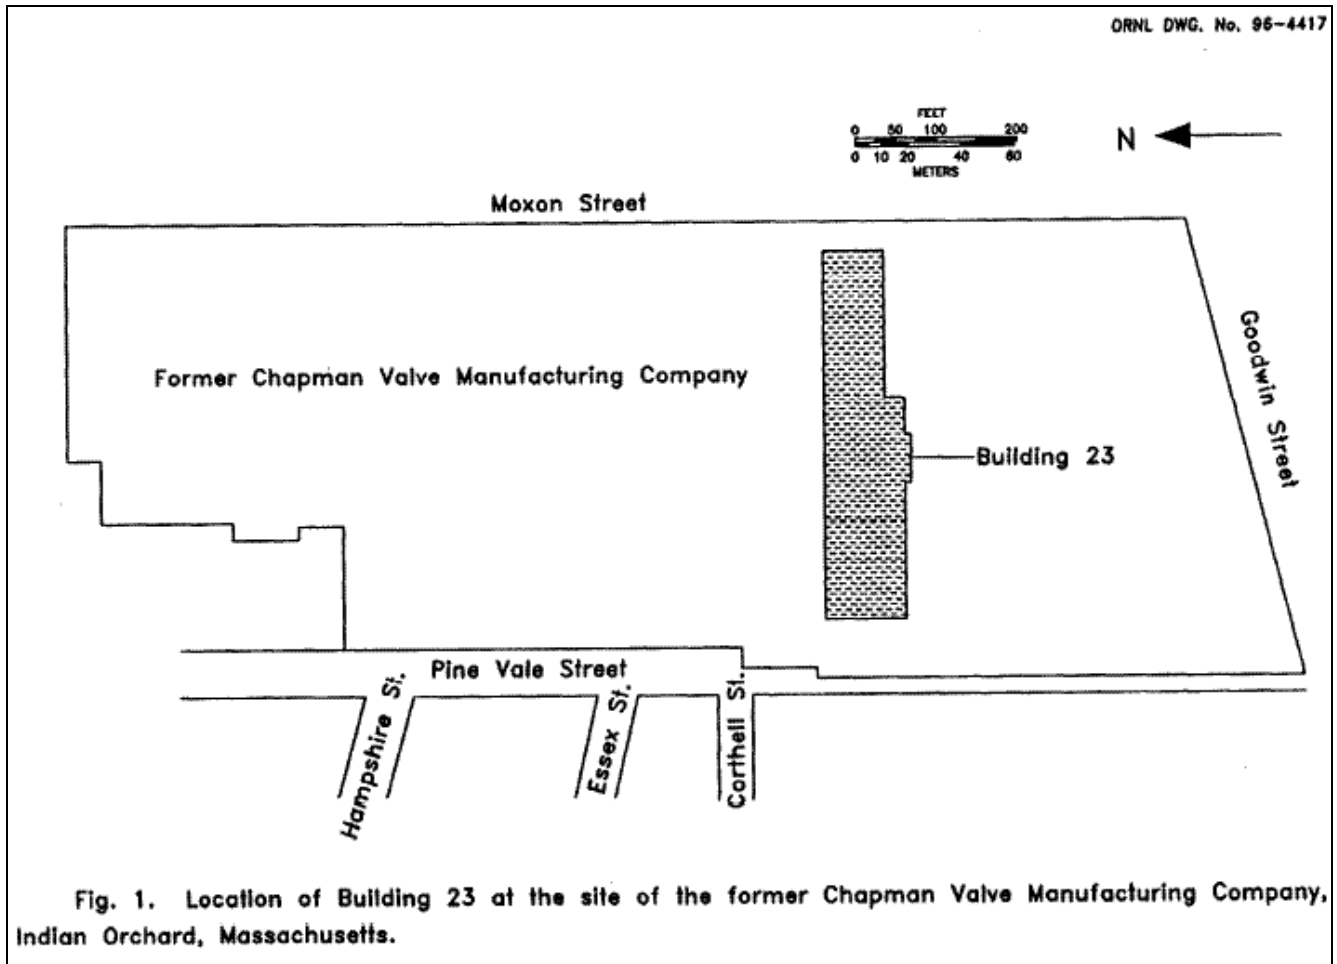 ORNL DWG. No. 96-4417
FEET
0 50 100 200
0 10 20 40 60
METERS
N
Moxon Street
Former Chapman Valve Manufacturing Company
Goodwin Street
Building 23
Pine Vale Street
Hampshire St.
Essex St.
Corthell St.
Fig. 1. Location of Building 23 at the site of the former Chapman Valve Manufacturing Company,
Indian Orchard, Massachusetts.